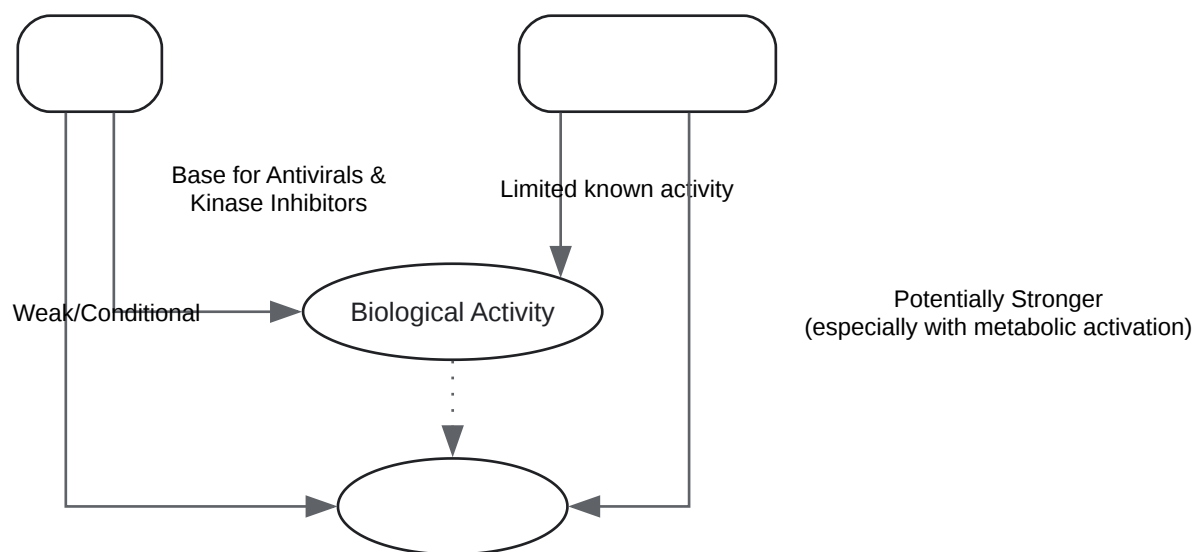 Base for Antivirals &
Kinase Inhibitors
Limited known activity
Weak/Conditional
Biological Activity
Potentially Stronger
(especially with metabolic activation)